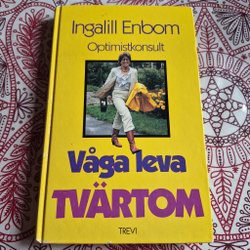 Ingalill Enbom
Optimistkonsult
Våga leva
TVÄRTOM
TREVI